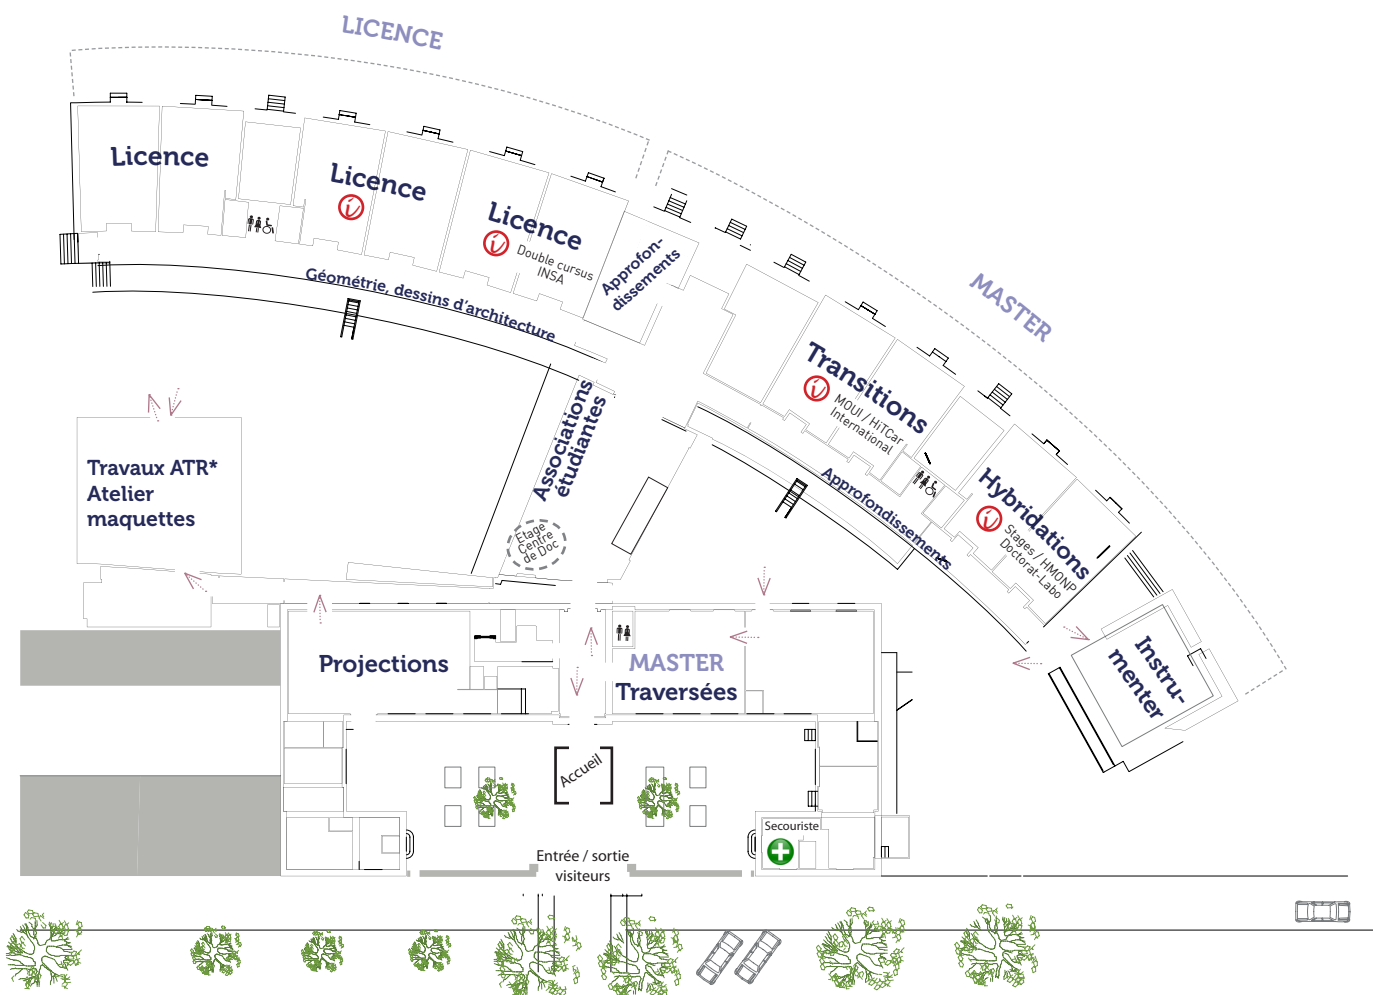 LICENCE
Licence
Licence
Licence
Double cursus
INSA
Approfon-
dissements
Géométrie, dessins d'architecture
MASTER
Transitions
MOUI / HiTCar
International
Approfondissements
Hybridations
Stages / HMONP
Doctorat-Labo
Instru-
menter
Associations
étudiantes
Etage
Centre
de Doc
Travaux ATR*
Atelier
maquettes
Projections
MASTER
Traversées
Accueil
Secouriste
Entrée / sortie
visiteurs